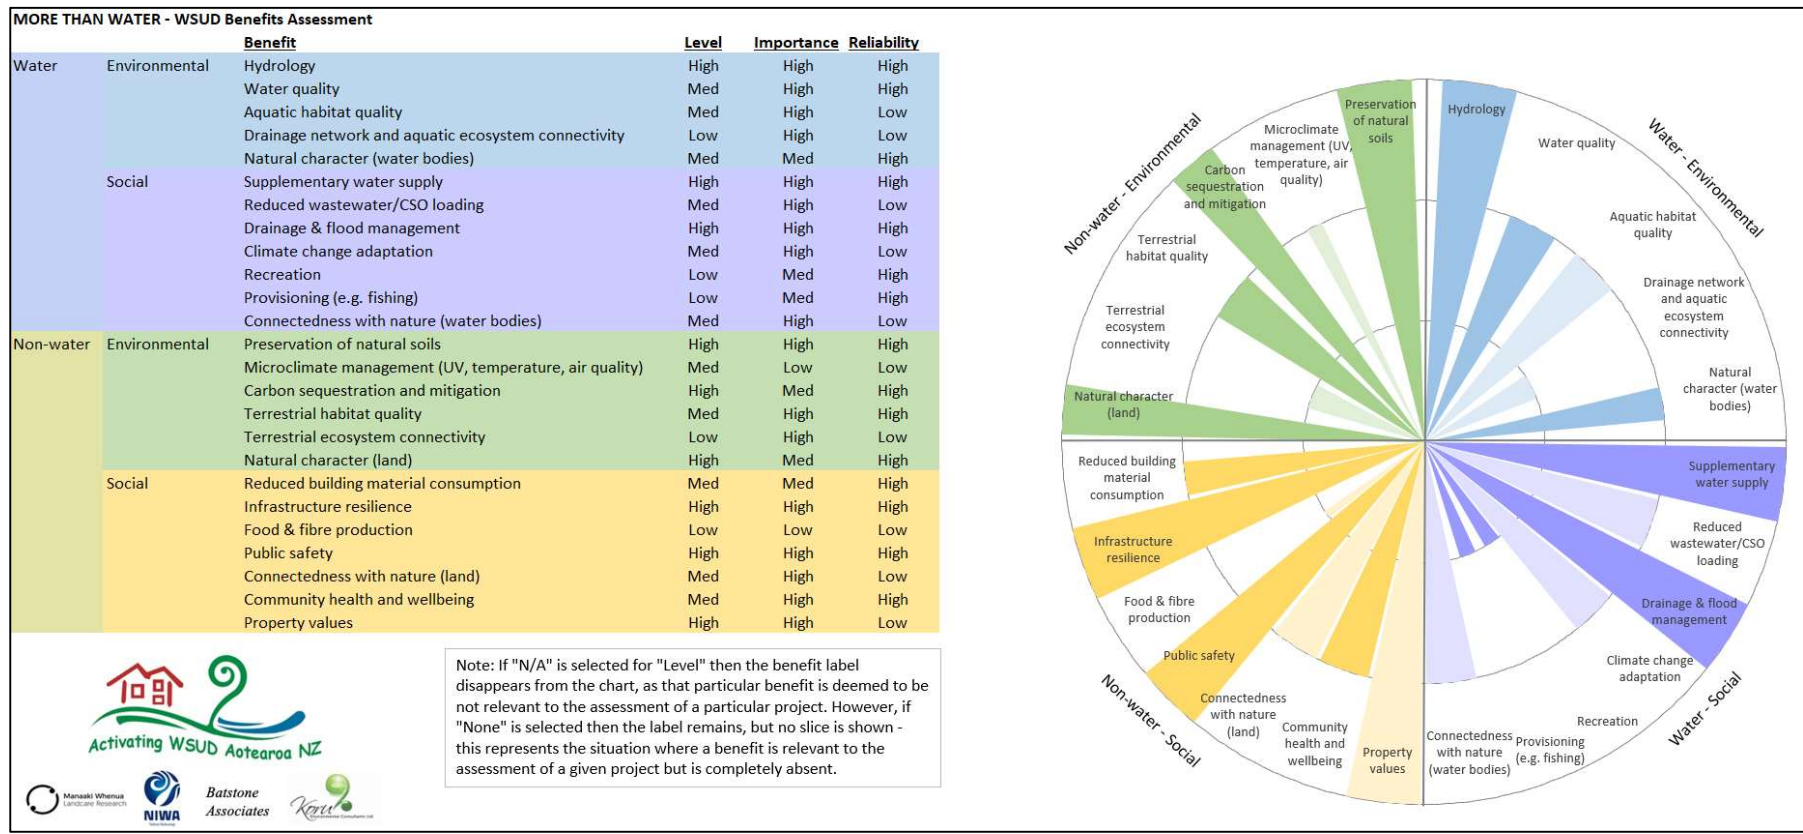 MORE THAN WATER - WSUD Benefits Assessment
Benefit Level Importance Reliability
Water Environmental Hydrology High High High
Water quality Med High High
Aquatic habitat quality Med High Low
Drainage network and aquatic ecosystem connectivity Low High Low
Natural character (water bodies) Med Med High
Social Supplementary water supply High High High
Reduced wastewater/CSO loading Med High Low
Drainage & flood management High High High
Climate change adaptation Med High Low
Recreation Low Med High
Provisioning (e.g. fishing) Low Med High
Connectedness with nature (water bodies) Med High Low
Non-water Environmental Preservation of natural soils High High High
Microclimate management (UV, temperature, air quality) Med Low Low
Carbon sequestration and mitigation High Med High
Terrestrial habitat quality Med High High
Terrestrial ecosystem connectivity Low High Low
Natural character (land) High Med High
Social Reduced building material consumption Med Med High
Infrastructure resilience High High High
Food & fibre production Low Low Low
Public safety High High High
Connectedness with nature (land) Med High Low
Community health and wellbeing Med High High
Property values High High Low
Activating WSUD Aotearoa NZ
Manaaki Whenua
Landcare Research
NIWA
Batstone
Associates
Koru
Note: If "N/A" is selected for "Level" then the benefit label
disappears from the chart, as that particular benefit is deemed to be
not relevant to the assessment of a particular project. However, if
"None" is selected then the label remains, but no slice is shown -
this represents the situation where a benefit is relevant to the
assessment of a given project but is completely absent.
Water - Environmental
Hydrology
Water quality
Aquatic habitat
quality
Drainage network
and aquatic
ecosystem
connectivity
Natural
character (water
bodies)
Water - Social
Supplementary
water supply
Reduced
wastewater/CSO
loading
Drainage & flood
management
Climate change
adaptation
Recreation
Provisioning
(e.g. fishing)
Connectedness
with nature
(water bodies)
Non-water - Social
Property
values
Community
health and
wellbeing
Connectedness
with nature
(land)
Public safety
Food & fibre
production
Infrastructure
resilience
Reduced building
material
consumption
Non-water - Environmental
Natural character
(land)
Terrestrial
ecosystem
connectivity
Terrestrial
habitat quality
Carbon
sequestration
and mitigation
Microclimate
management (UV,
temperature, air
quality)
Preservation
of natural
soils